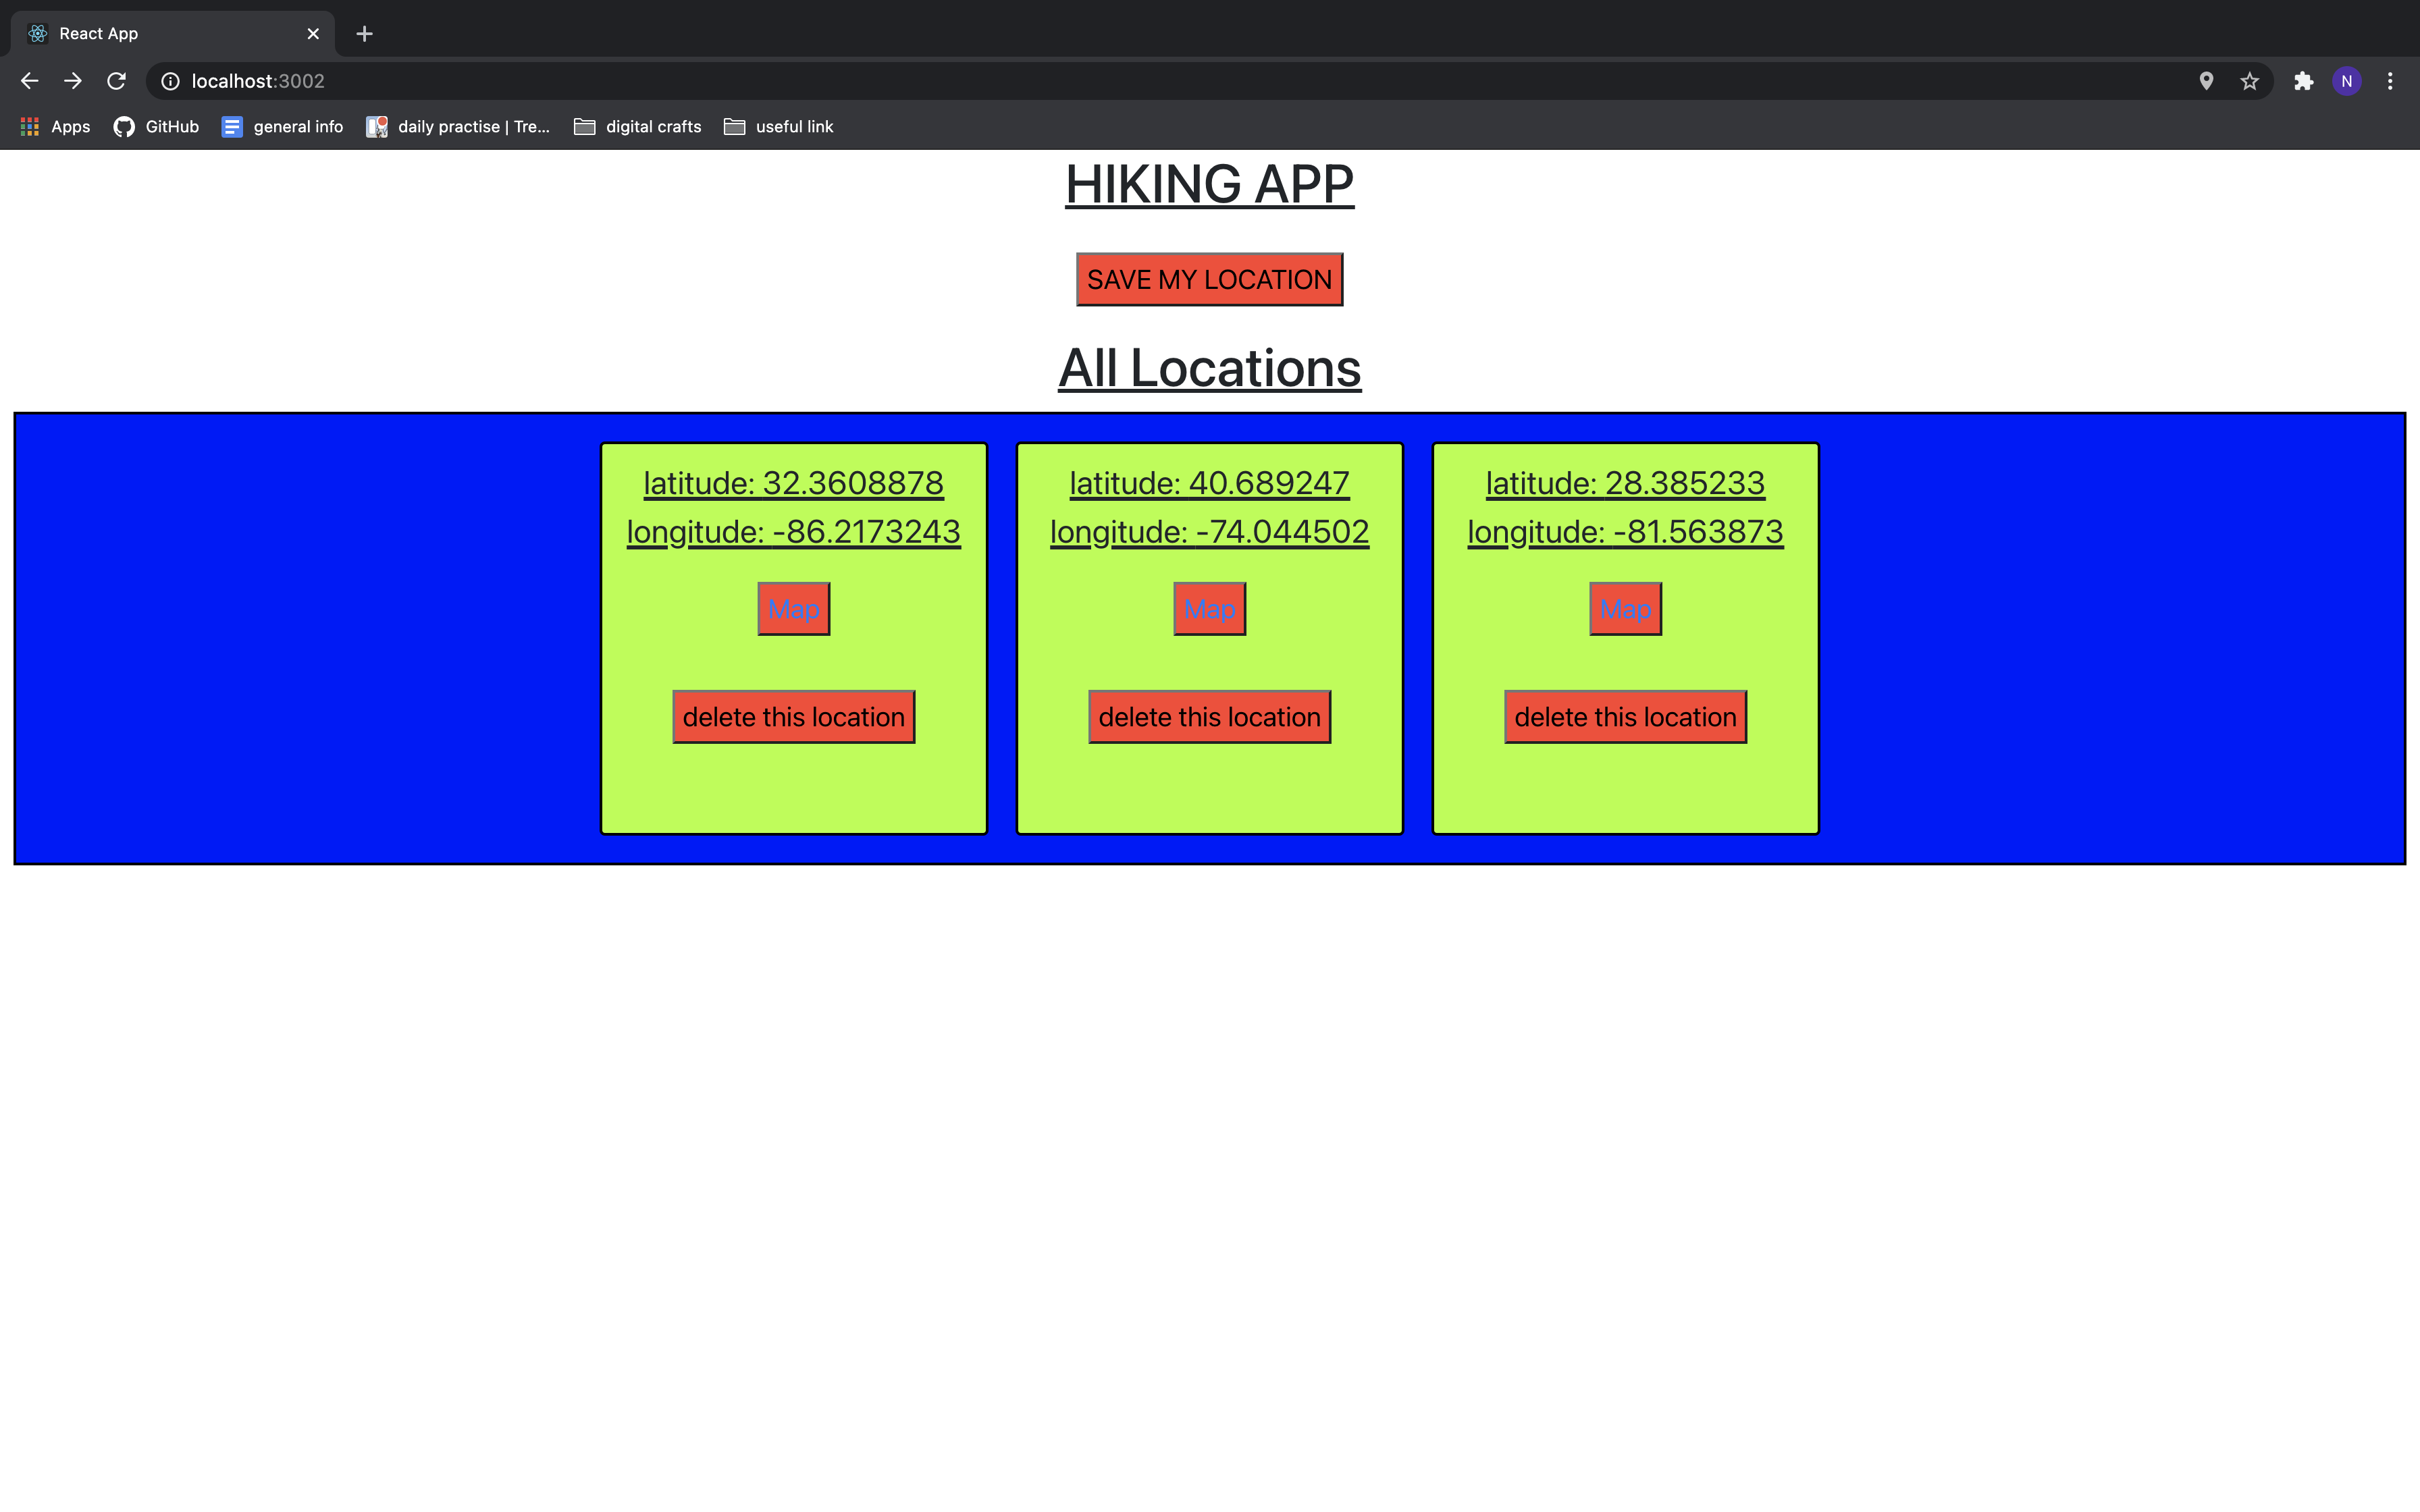 React App
localhost:3002
N
Apps GitHub general info daily practise | Tre... digital crafts useful link
HIKING APP
SAVE MY LOCATION
All Locations
latitude: 32.3608878
longitude: -86.2173243
Map
delete this location
latitude: 40.689247
longitude: -74.044502
Map
delete this location
latitude: 28.385233
longitude: -81.563873
Map
delete this location